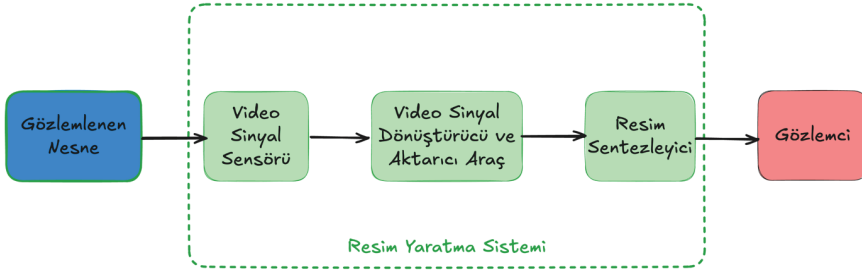 Gözlemlenen
Nesne
Video
Sinyal
Sensörü
Video Sinyal
Dönüştürücü ve
Aktarıcı Araç
Resim
Sentezleyici
Gözlemci
Resim Yaratma Sistemi